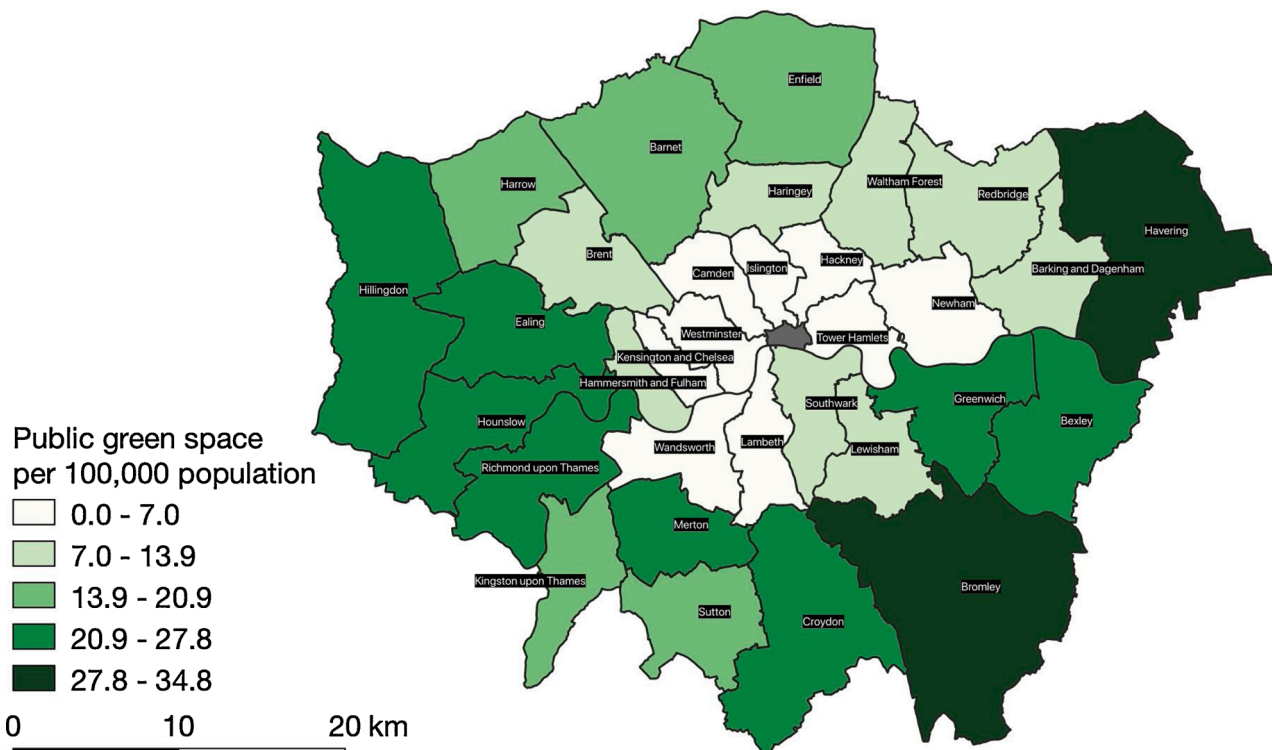 Enfield
Barnet
Harrow
Haringey
Waltham Forest
Redbridge
Havering
Brent
Camden
Islington
Hackney
Barking and Dagenham
Hillingdon
Newham
Ealing
Westminster
Tower Hamlets
Kensington and Chelsea
Hammersmith and Fulham
Southwark
Greenwich
Hounslow
Bexley
Wandsworth
Lambeth
Lewisham
Richmond upon Thames
Merton
Kingston upon Thames
Sutton
Croydon
Bromley
Public green space
per 100,000 population
0.0 - 7.0
7.0 - 13.9
13.9 - 20.9
20.9 - 27.8
27.8 - 34.8
0 10 20 km